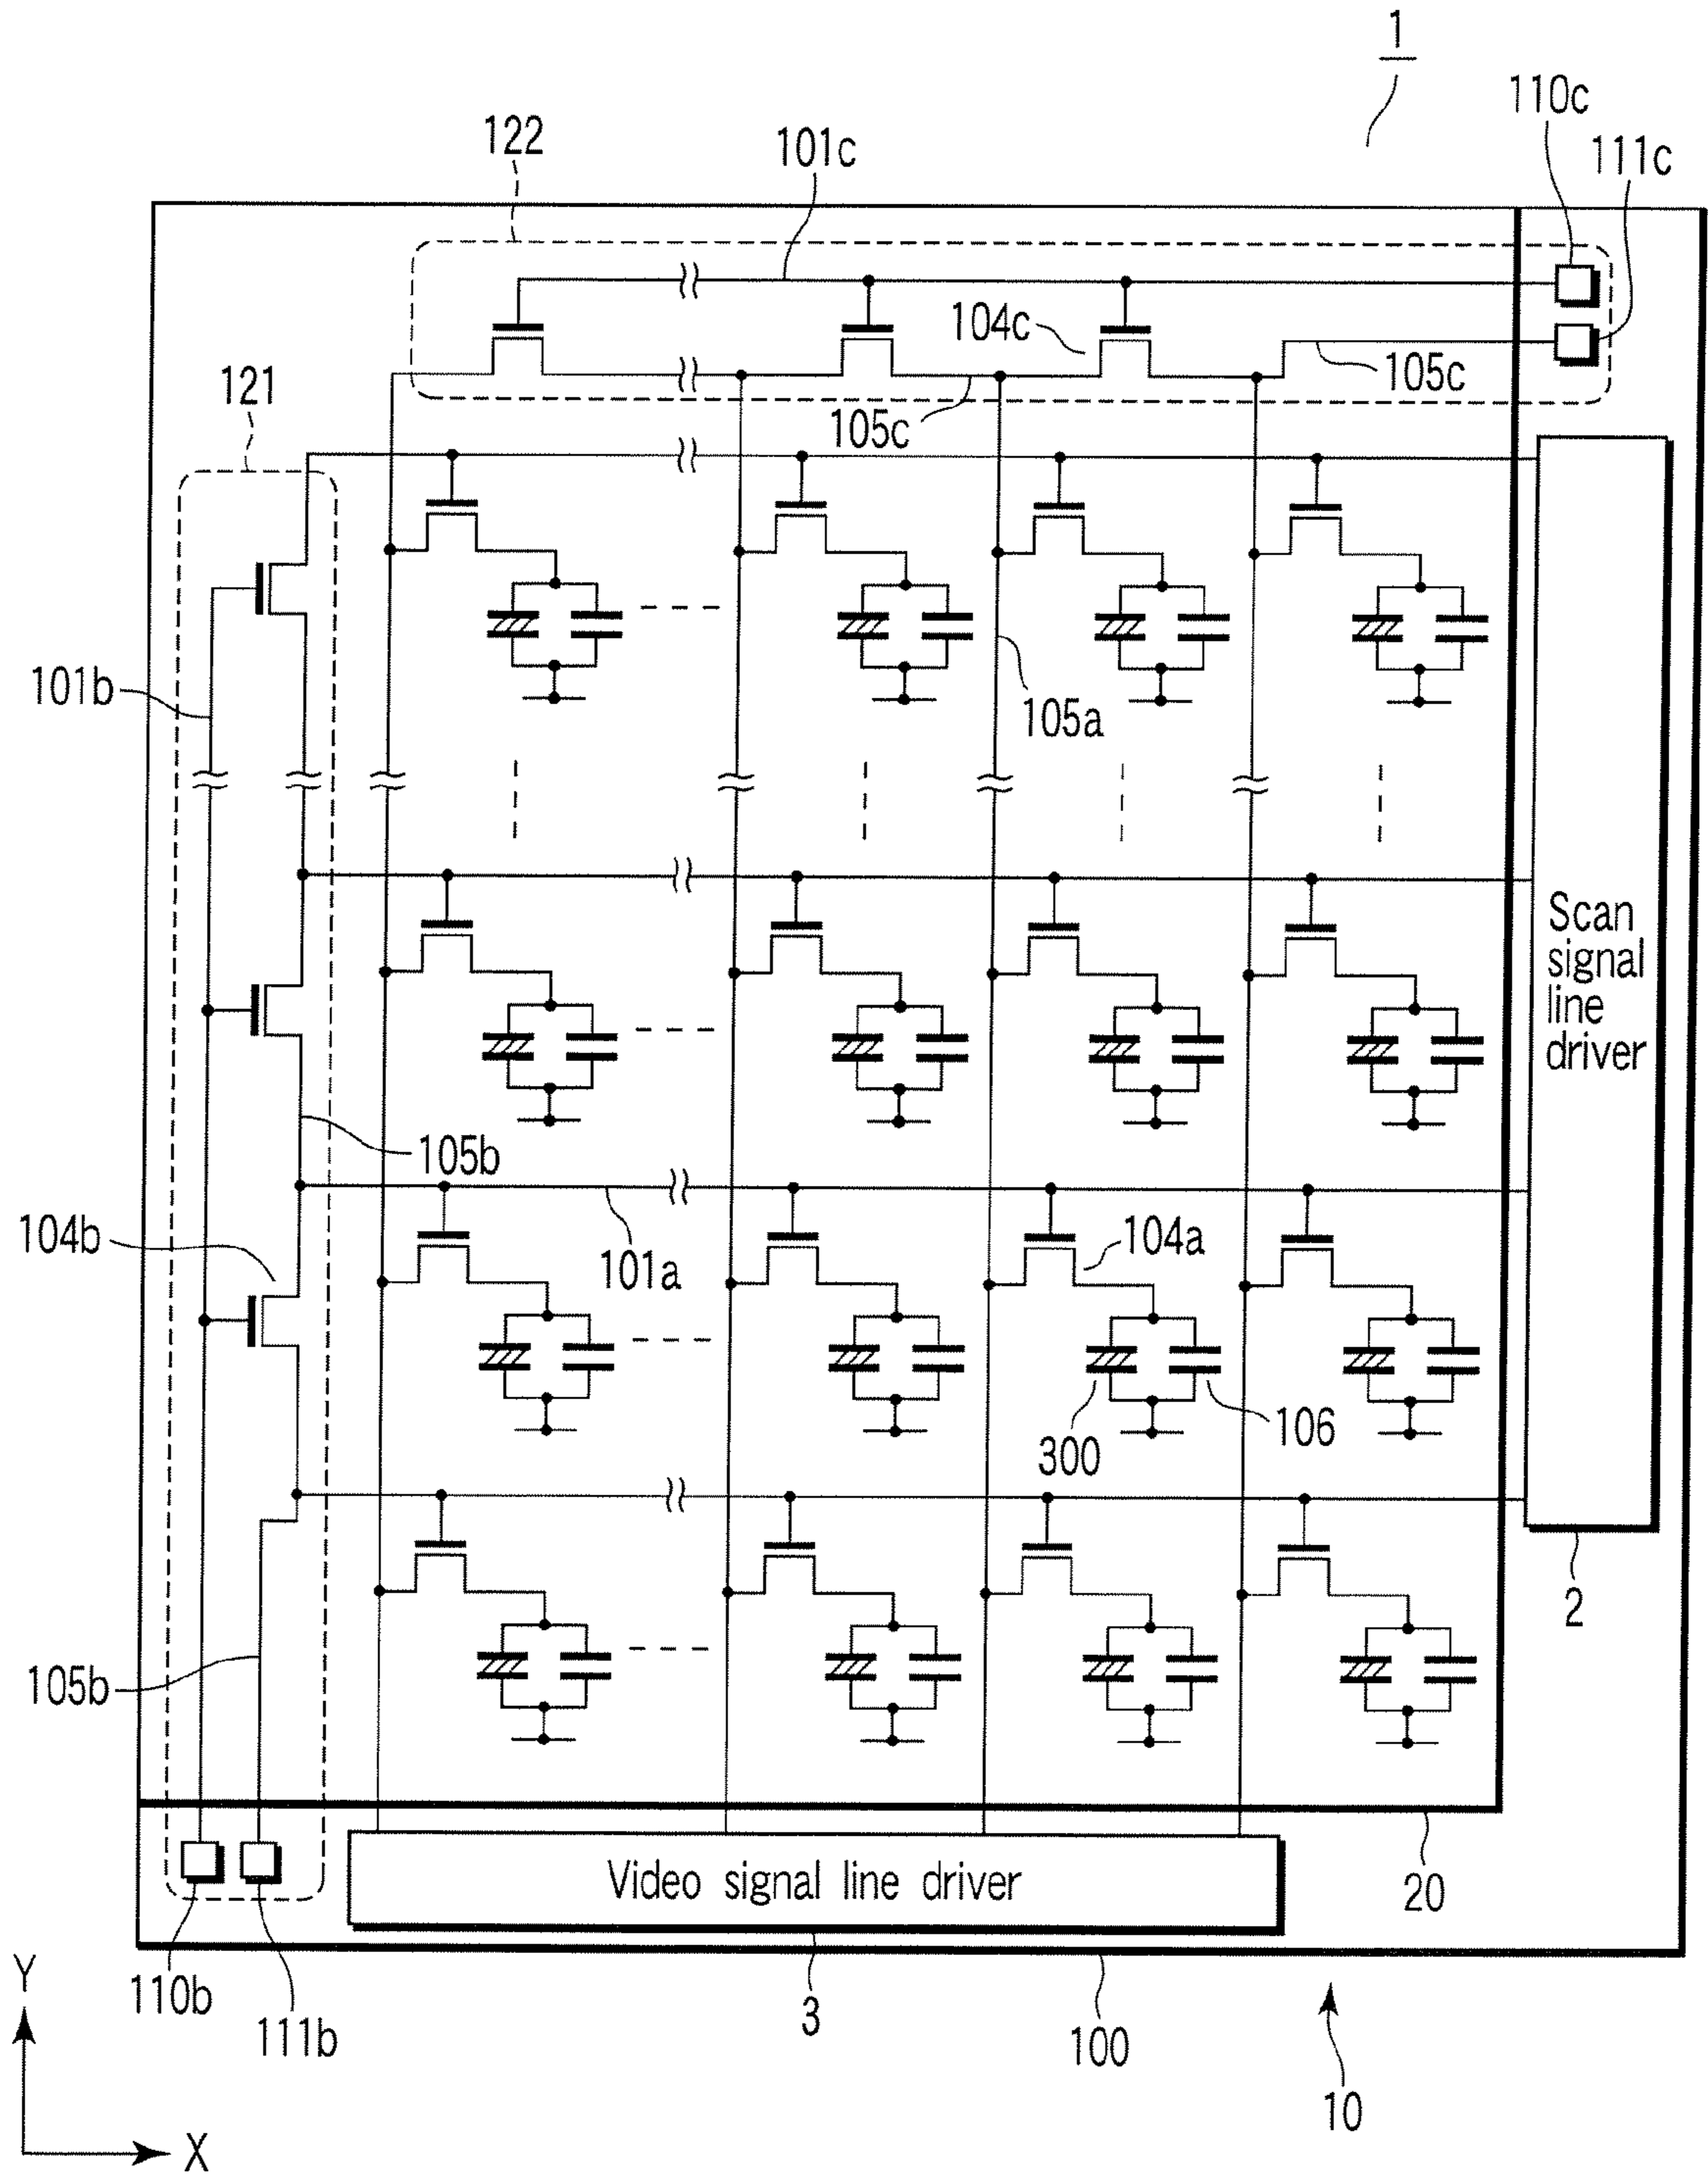 1
110c
122
101c
111c
104c
105c
121
105c
101b
105a
Scan
signal
line
driver
105b
104b
104a
101a
106
300
2
105b
Video signal line driver
20
110b
Y
111b
3
100
10
X